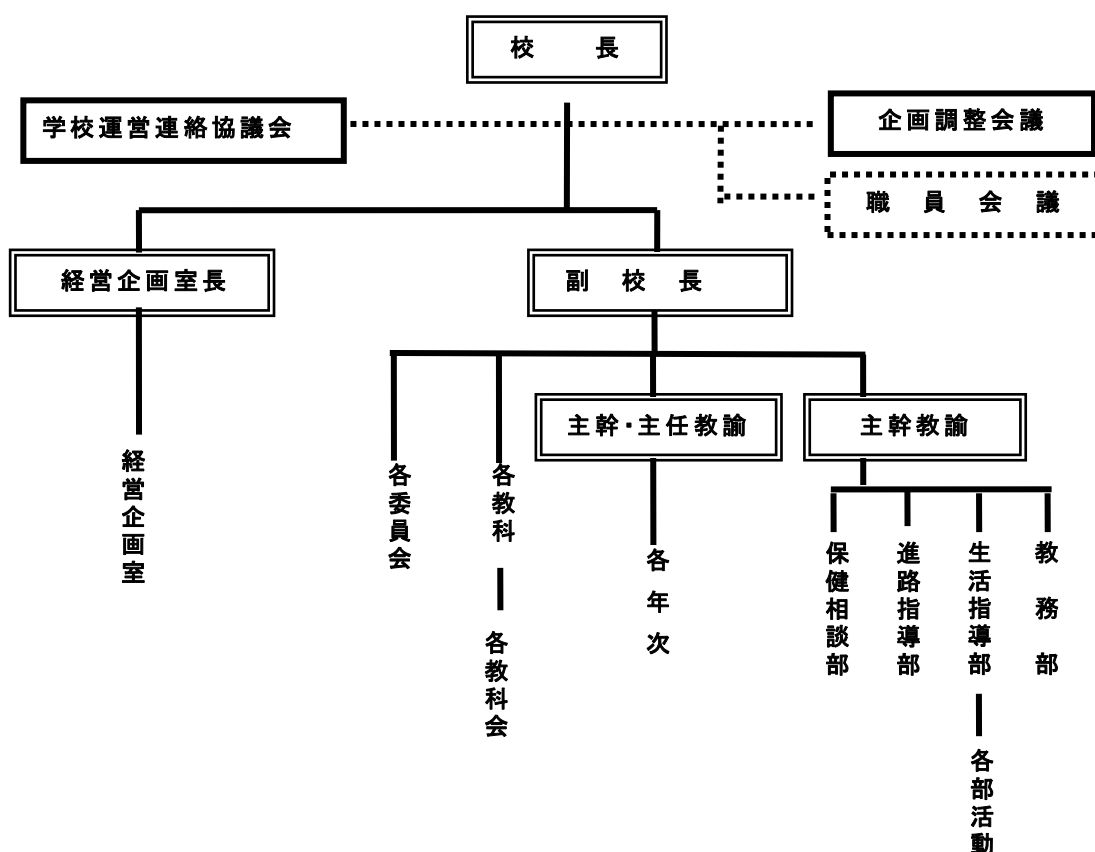 校　　長
学校運営連絡協議会
企画調整会議
職　員　会　議
経営企画室長
副　校　長
主幹・主任教諭
主幹教諭
経営企画室
各委員会
各教科
各教科会
各年次
保健相談部
進路指導部
生活指導部
教務部
各部活動